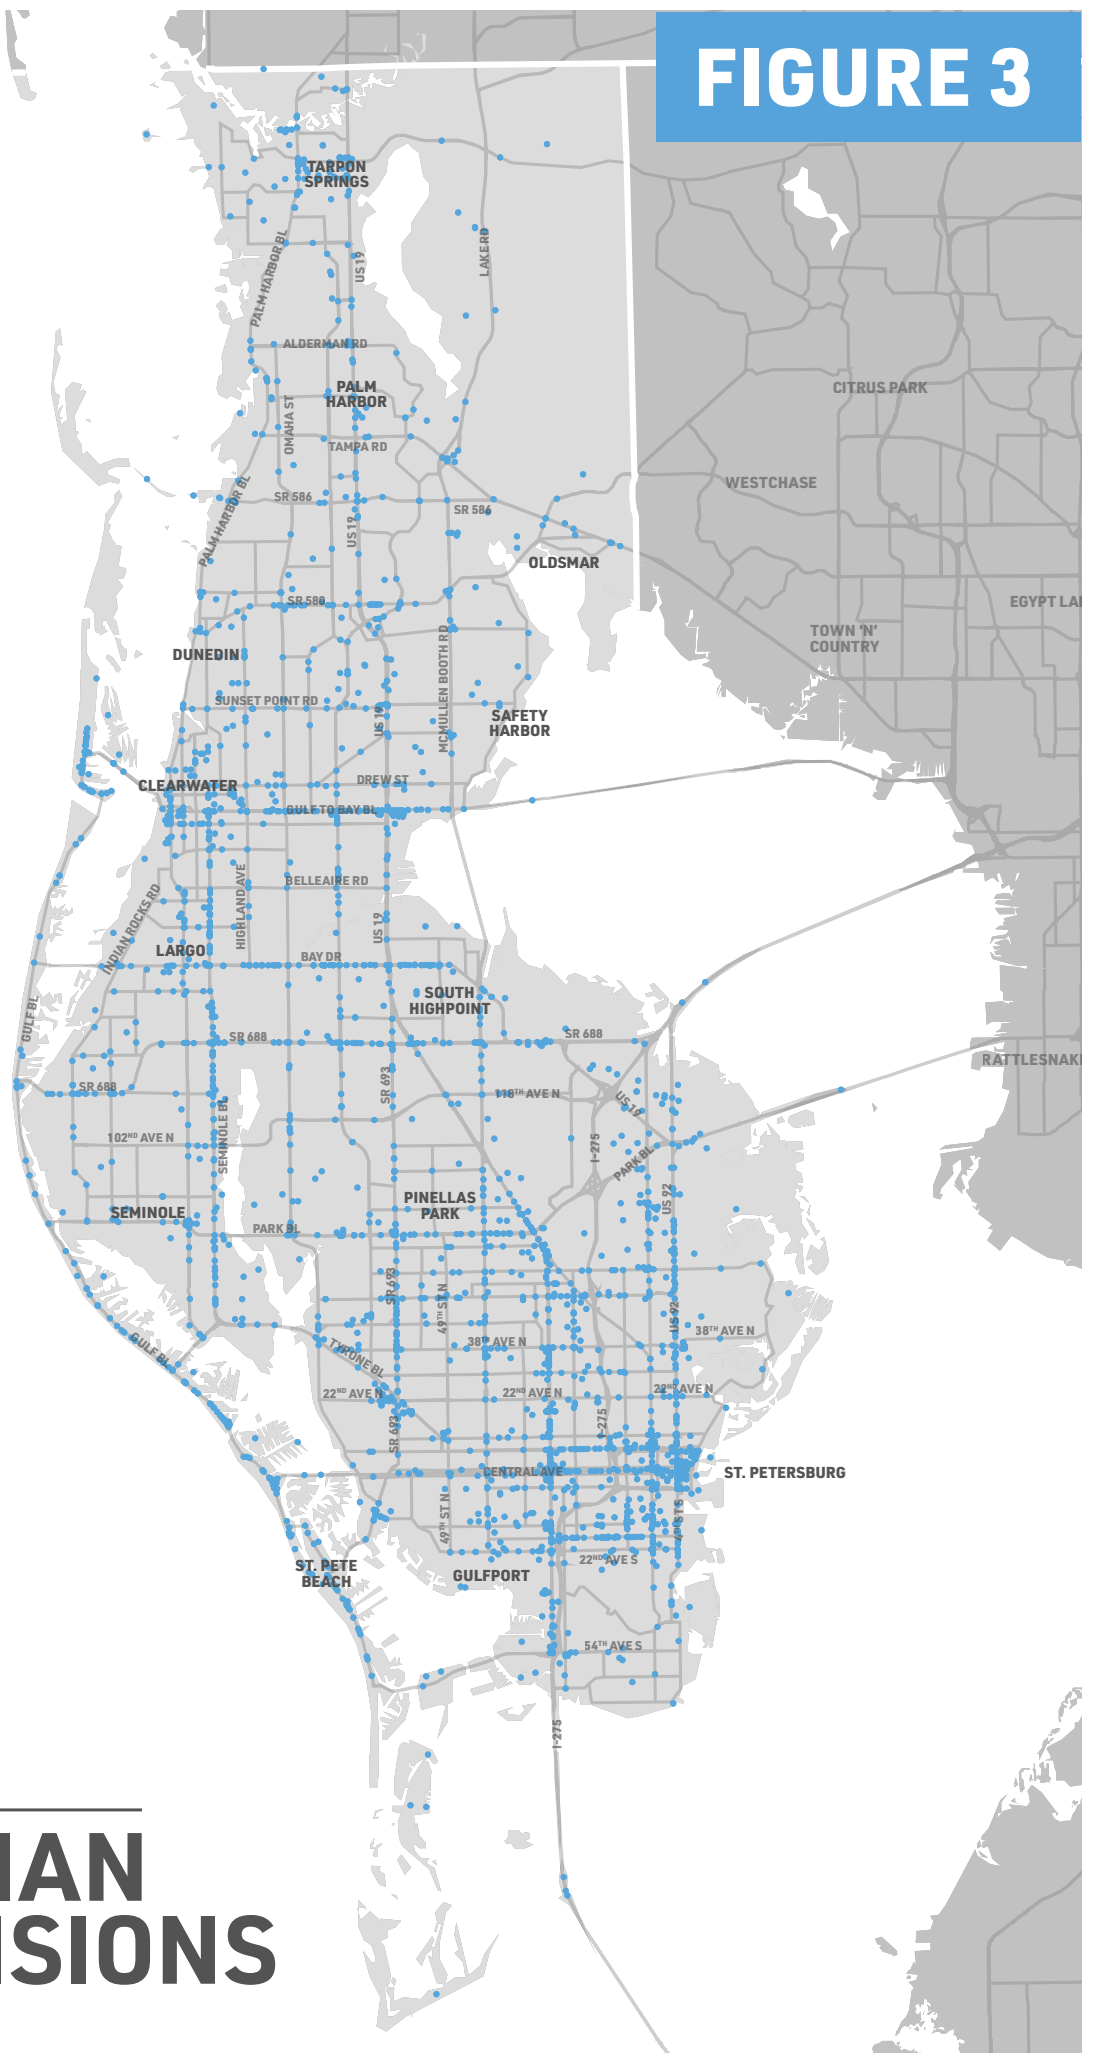 FIGURE 3
TARPON
SPRINGS
PALM HARBOR BL
US 19
LAKE RD
ALDERMAN RD
PALM
HARBOR
CITRUS PARK
OMAHA ST
TAMPA RD
WESTCHASE
PALM HARBOR BL
SR 586
SR 586
US 19
OLDSMAR
SR 580
EGYPT LA
TOWN 'N'
COUNTRY
DUNEDIN
MCMULLEN BOOTH RD
SUNSET POINT RD
US 19
SAFETY
HARBOR
CLEARWATER
DREW ST
GULF TO BAY BL
BELLEAIRE RD
HIGHLAND AVE
INDIAN ROCKS RD
US 19
LARGO
BAY DR
SOUTH
HIGHPOINT
GULF BL
SR 688
SR 688
RATTLESNAK
SR 688
SR 693
118TH AVE N
US 19
SEMINOLE BL
102ND AVE N
I-275
PARK BL
PINELLAS
PARK
US 92
SEMINOLE
PARK BL
SR 693
49TH ST N
US 92
38TH AVE N
GULF BL
TYRONE BL
38TH AVE N
22ND AVE N
22ND AVE N
22ND AVE N
SR 693
I-275
CENTRAL AVE
ST. PETERSBURG
49TH ST N
4TH ST S
22ND AVE S
ST. PETE
BEACH
GULFPORT
54TH AVE S
I-275
IAN
ISIONS